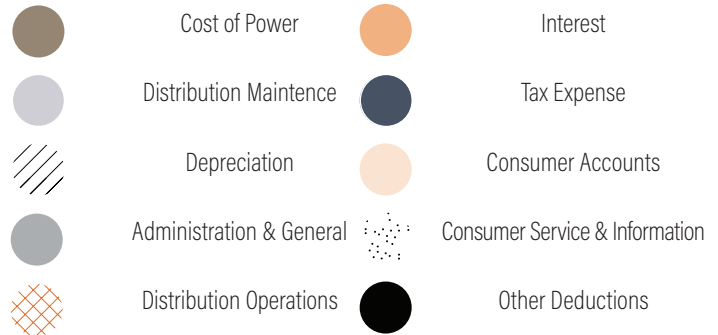 Cost of Power
Interest
Distribution Maintence
Tax Expense
Depreciation
Consumer Accounts
Administration & General
Consumer Service & Information
Distribution Operations
Other Deductions